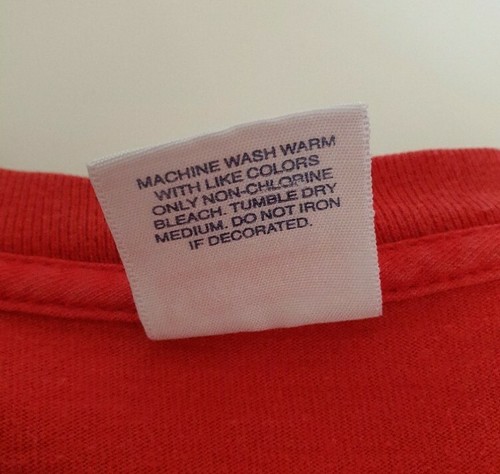 MACHINE WASH WARM
WITH LIKE COLORS
ONLY NON-CHLORINE
BLEACH. TUMBLE DRY
MEDIUM. DO NOT IRON
IF DECORATED.